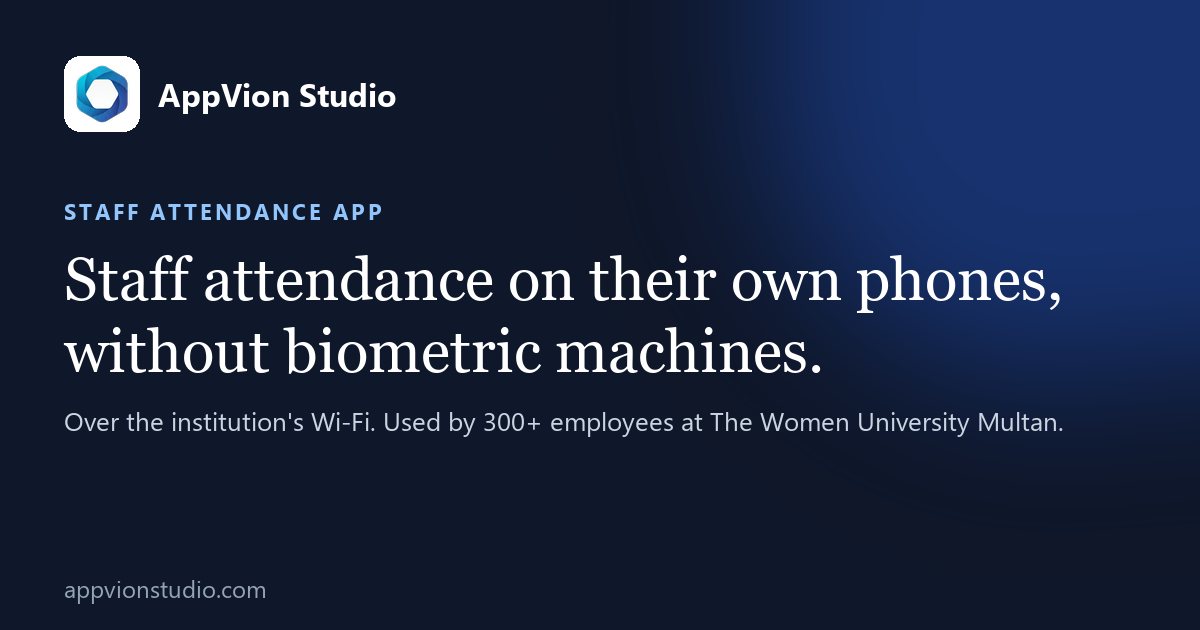 AppVion Studio
STAFF ATTENDANCE APP
Staff attendance on their own phones,
without biometric machines.
Over the institution's Wi-Fi. Used by 300+ employees at The Women University Multan.
appvionstudio.com